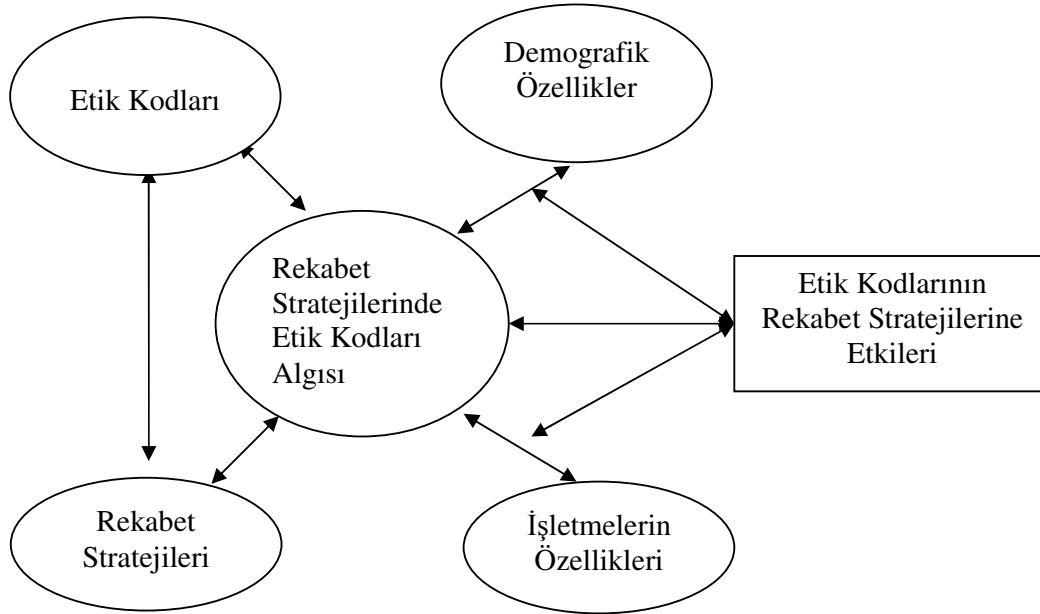 Etik Kodları
Demografik
Özellikler
Rekabet
Stratejilerinde
Etik Kodları
Algısı
Etik Kodlarının
Rekabet Stratejilerine
Etkileri
Rekabet
Stratejileri
İşletmelerin
Özellikleri